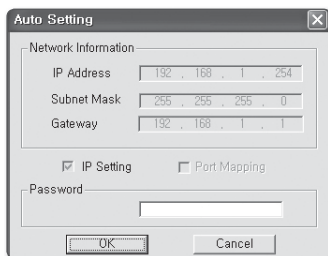 Auto Setting
Network Information
IP Address 192 . 168 . 1 . 254
Subnet Mask 255 . 255 . 255 . 0
Gateway 192 . 168 . 1 . 1
IP Setting Port Mapping
Password
OK Cancel